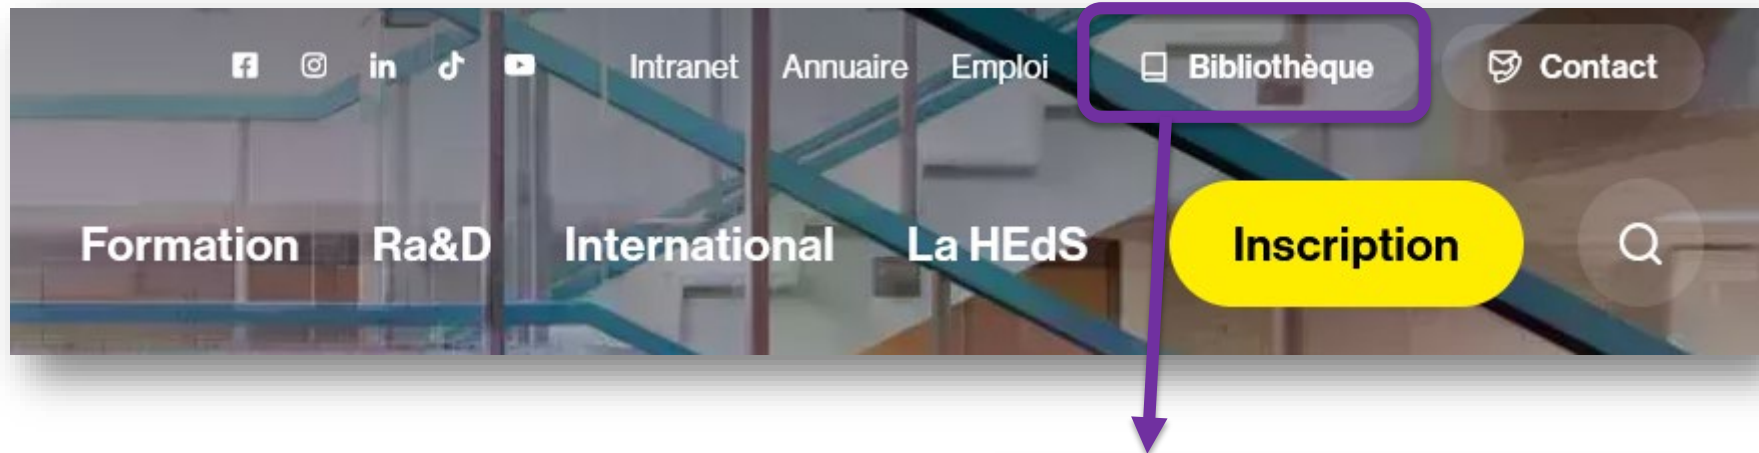 Intranet Annuaire Emploi Bibliothèque Contact
Formation Ra&D International La HEdS Inscription